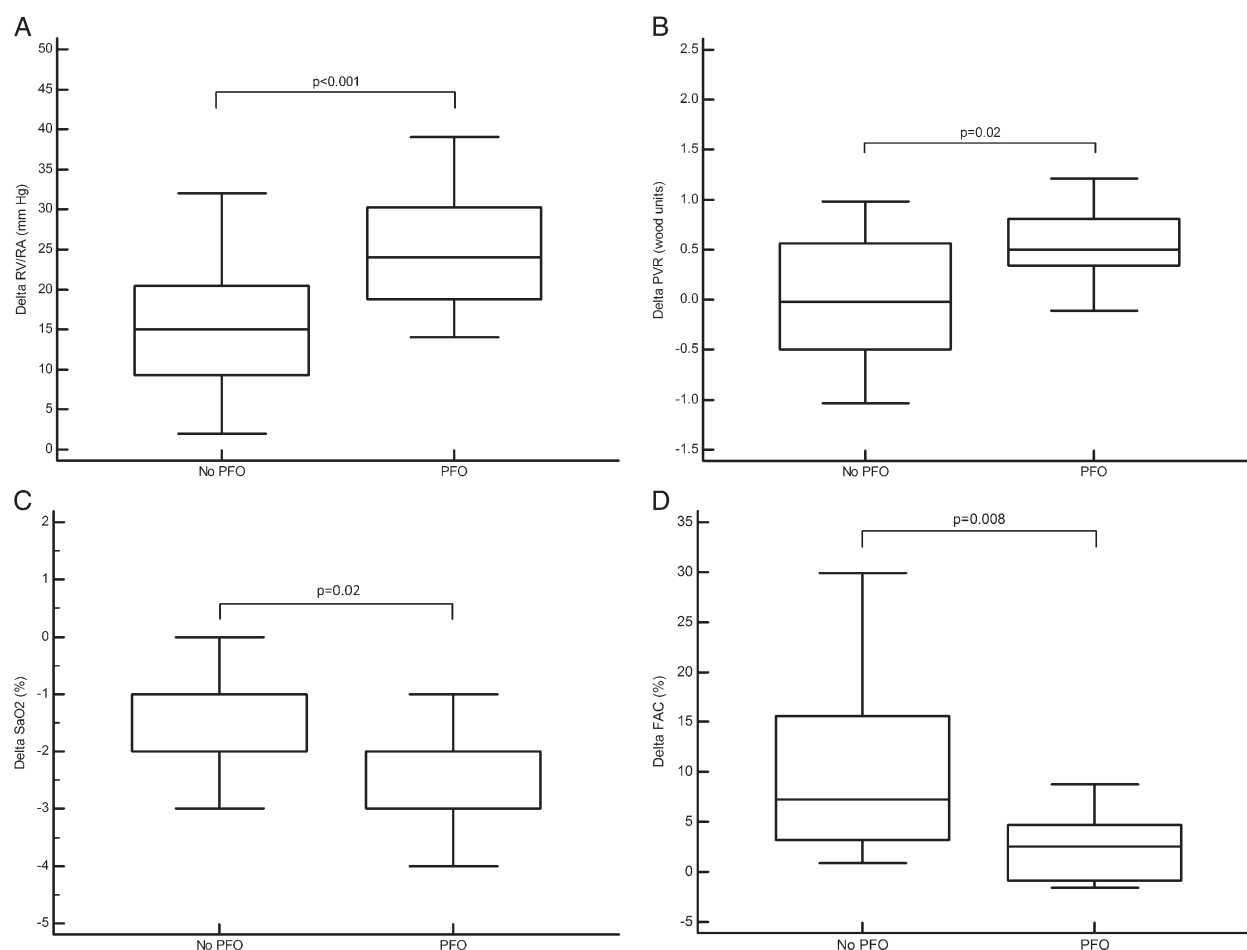 A
Delta RV/RA (mm Hg)
50
45
40
35
30
25
20
15
10
5
0
p<0.001
No PFO
PFO
B
Delta PVR (wood units)
2.5
2.0
1.5
1.0
0.5
0.0
-0.5
-1.0
-1.5
p=0.02
No PFO
PFO
C
Delta SaO2 (%)
2
1
0
-1
-2
-3
-4
-5
p=0.02
No PFO
PFO
D
Delta FAC (%)
35
30
25
20
15
10
5
0
-5
p=0.008
No PFO
PFO